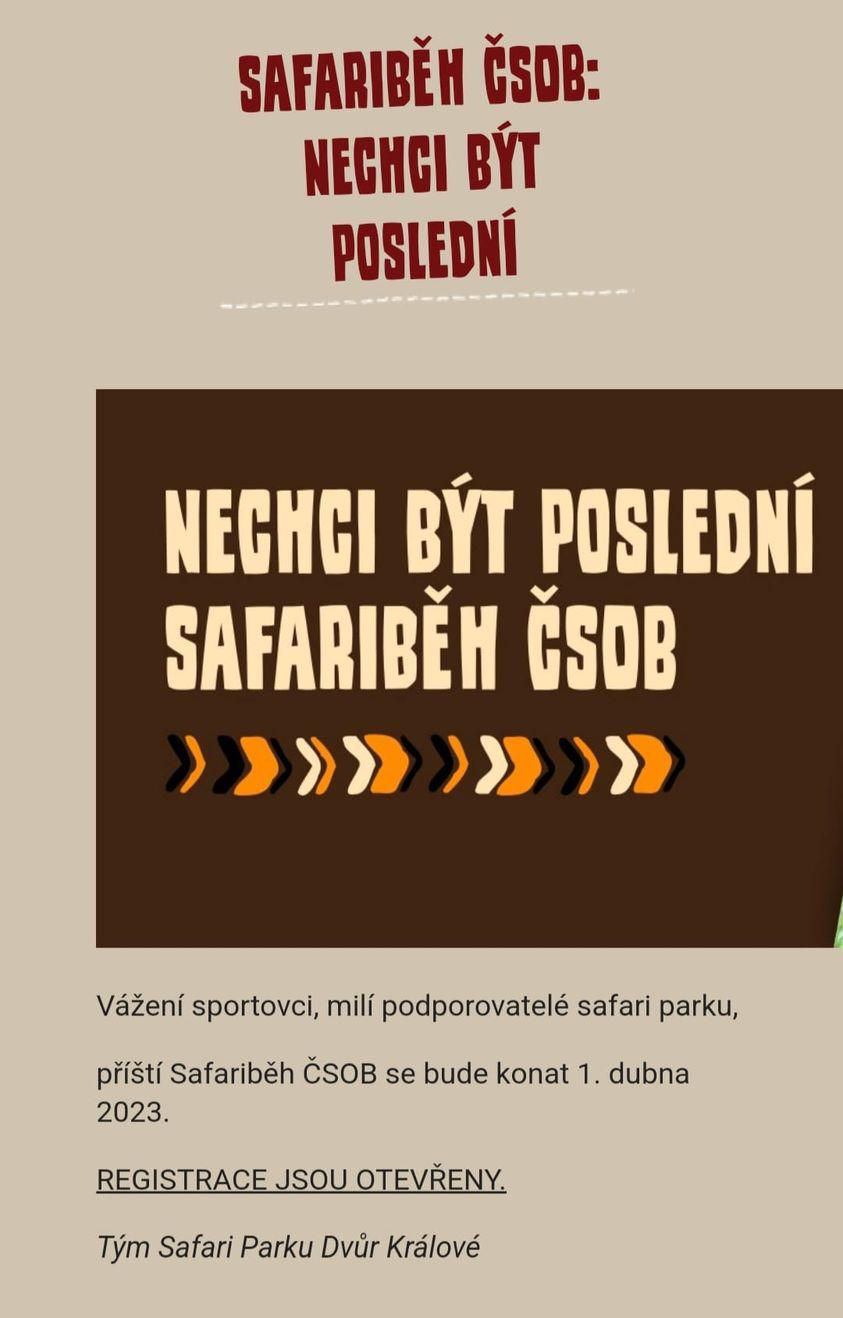 SAFARIBĚH ČSOB:
NECHCI BÝT
POSLEDNÍ
NECHCI BÝT POSLEDNÍ
SAFARIBĚH ČSOB
Vážení sportovci, milí podporovatelé safari parku,
příští Safariběh ČSOB se bude konat 1. dubna
2023.
REGISTRACE JSOU OTEVŘENY.
Tým Safari Parku Dvůr Králové